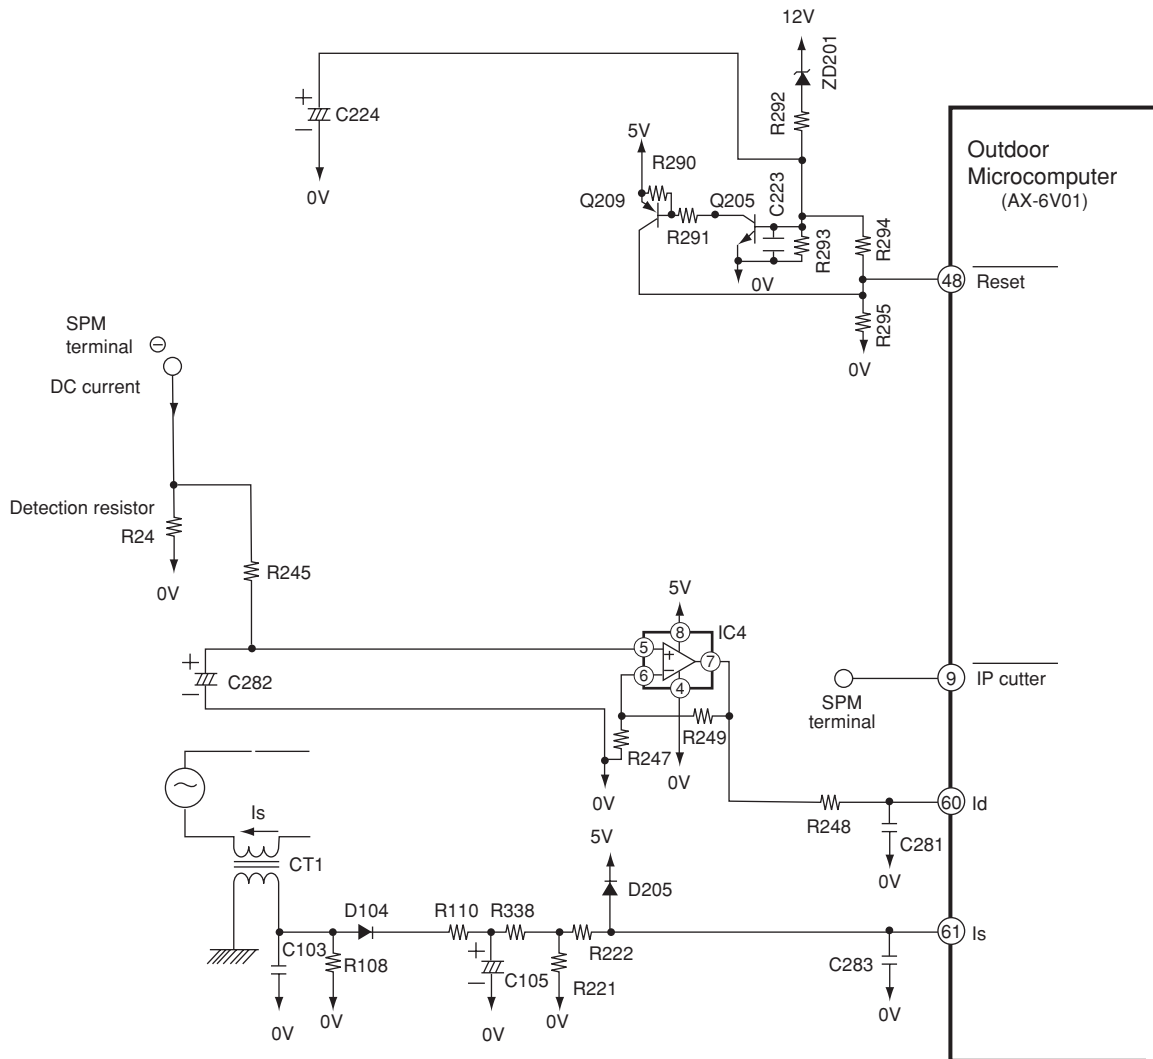 12V
ZD201
R292
+
C224
−
0V
5V
R290
Q209
Q205
C223
R291
R293
R294
0V
R295
0V
Outdoor
Microcomputer
(AX-6V01)
48
Reset
SPM
terminal
−
DC current
Detection resistor
R24
0V
R245
+
C282
−
5V
8
IC4
5
+
7
6
−
4
R249
R247
0V
0V
SPM
terminal
9
IP cutter
60
Id
R248
C281
0V
Is
CT1
5V
D205
D104
R110
R338
R222
61
Is
C103
R108
+
C105
−
R221
C283
0V
0V
0V
0V
0V